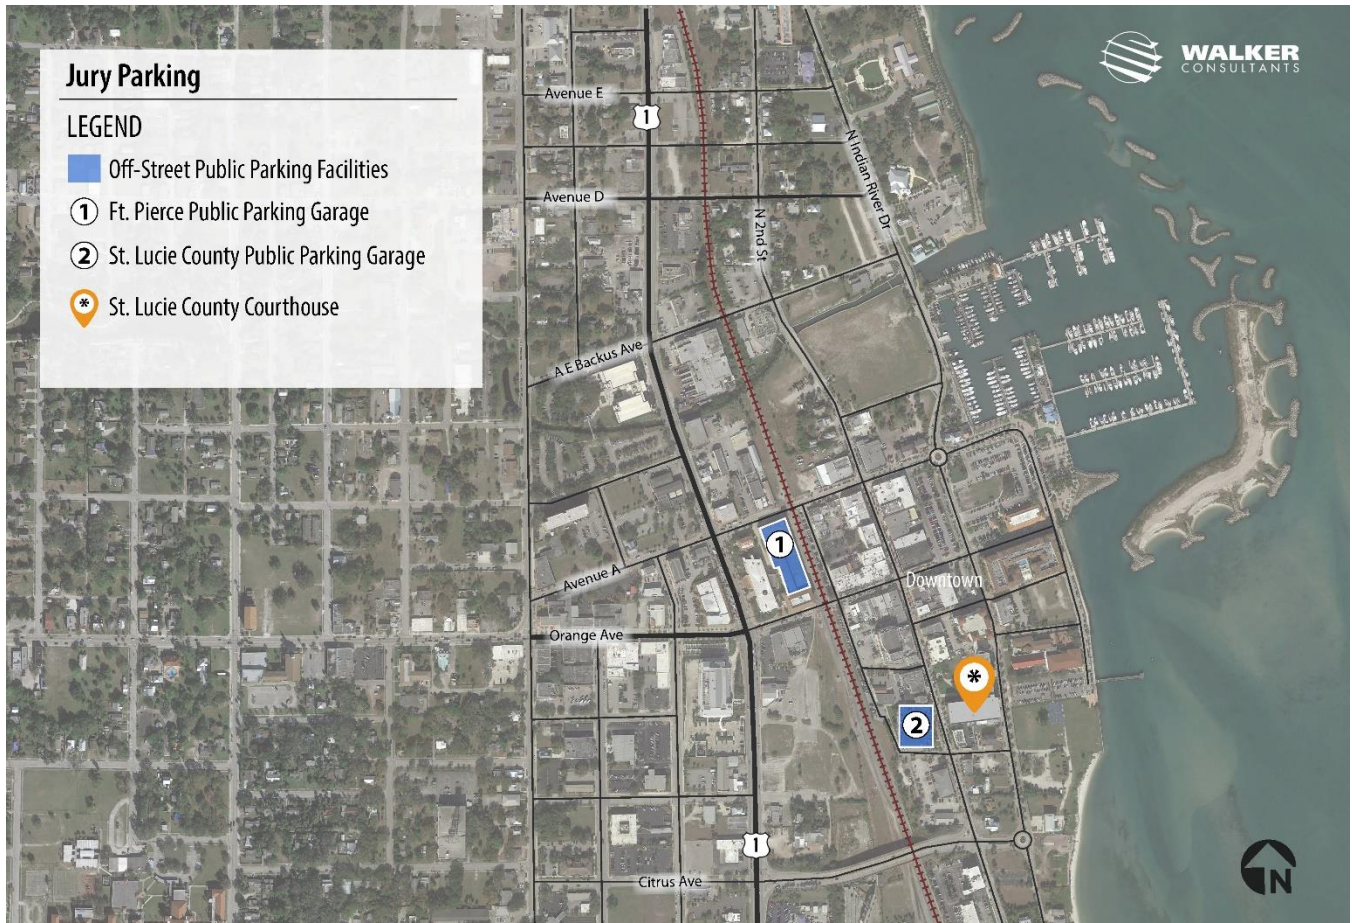 Jury Parking
LEGEND
Off-Street Public Parking Facilities
1 Ft. Pierce Public Parking Garage
2 St. Lucie County Public Parking Garage
* St. Lucie County Courthouse
WALKER
CONSULTANTS
Avenue E
1
Avenue D
N 2nd St
N Indian River Dr
A E Backus Ave
1
Avenue A
Downtown
Orange Ave
*
2
1
Citrus Ave
N